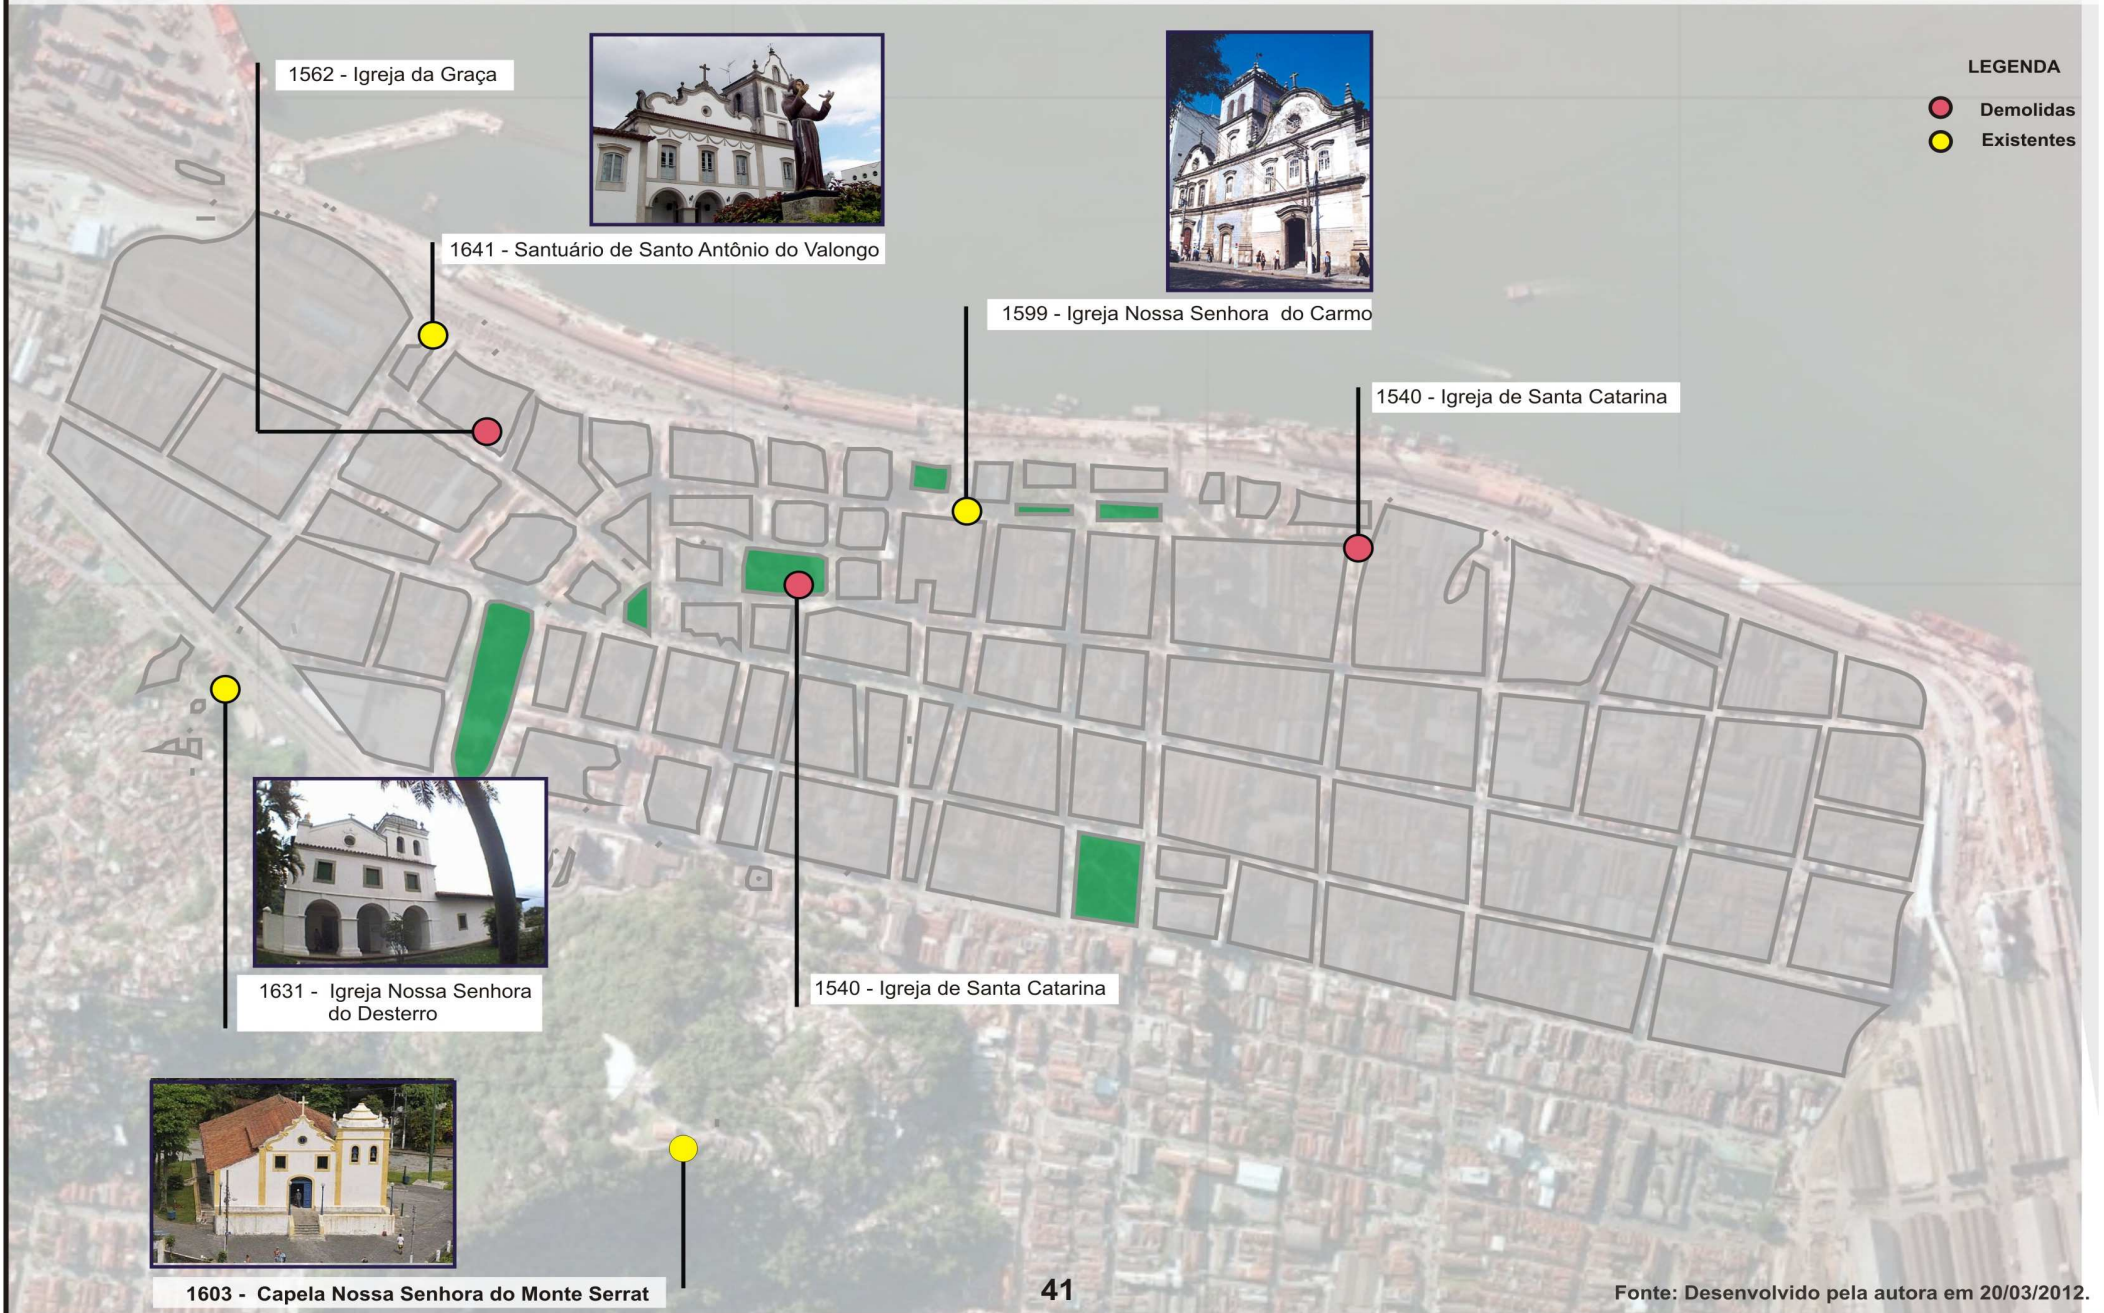 1562 - Igreja da Graça
LEGENDA
Demolidas
Existentes
1641 - Santuário de Santo Antônio do Valongo
1599 - Igreja Nossa Senhora do Carmo
1540 - Igreja de Santa Catarina
1540 - Igreja de Santa Catarina
1631 - Igreja Nossa Senhora
do Desterro
1603 - Capela Nossa Senhora do Monte Serrat
41
Fonte: Desenvolvido pela autora em 20/03/2012.